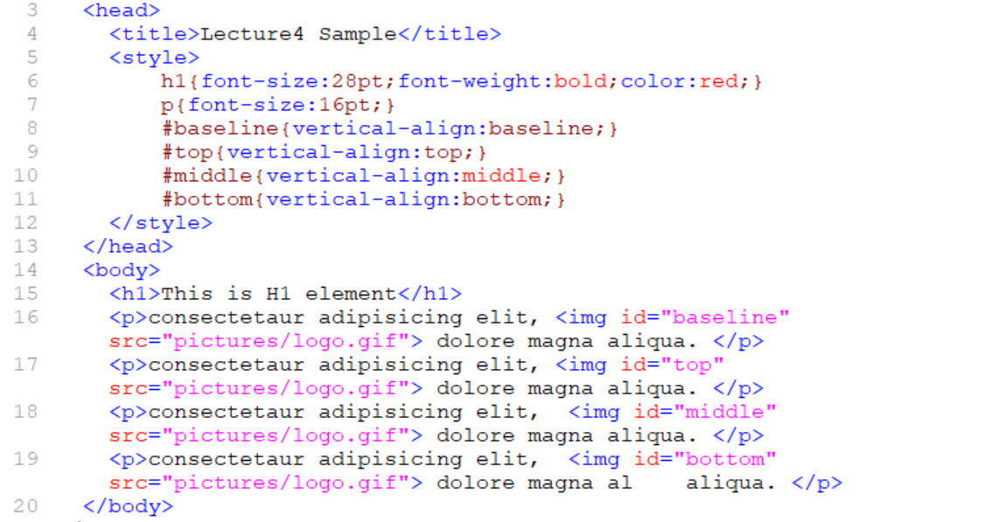 3 <head>
4 <title>Lecture4 Sample</title>
5 <style>
6 h1{font-size:28pt;font-weight:bold;color:red;}
7 p{font-size:16pt;}
8 #baseline{vertical-align:baseline;}
9 #top{vertical-align:top;}
10 #middle{vertical-align:middle;}
11 #bottom{vertical-align:bottom;}
12 </style>
13 </head>
14 <body>
15 <h1>This is H1 element</h1>
16 <p>consectetaur adipisicing elit, <img id="baseline"
src="pictures/logo.gif"> dolore magna aliqua. </p>
17 <p>consectetaur adipisicing elit, <img id="top"
src="pictures/logo.gif"> dolore magna aliqua. </p>
18 <p>consectetaur adipisicing elit,  <img id="middle"
src="pictures/logo.gif"> dolore magna aliqua. </p>
19 <p>consectetaur adipisicing elit,  <img id="bottom"
src="pictures/logo.gif"> dolore magna al    aliqua. </p>
20 </body>